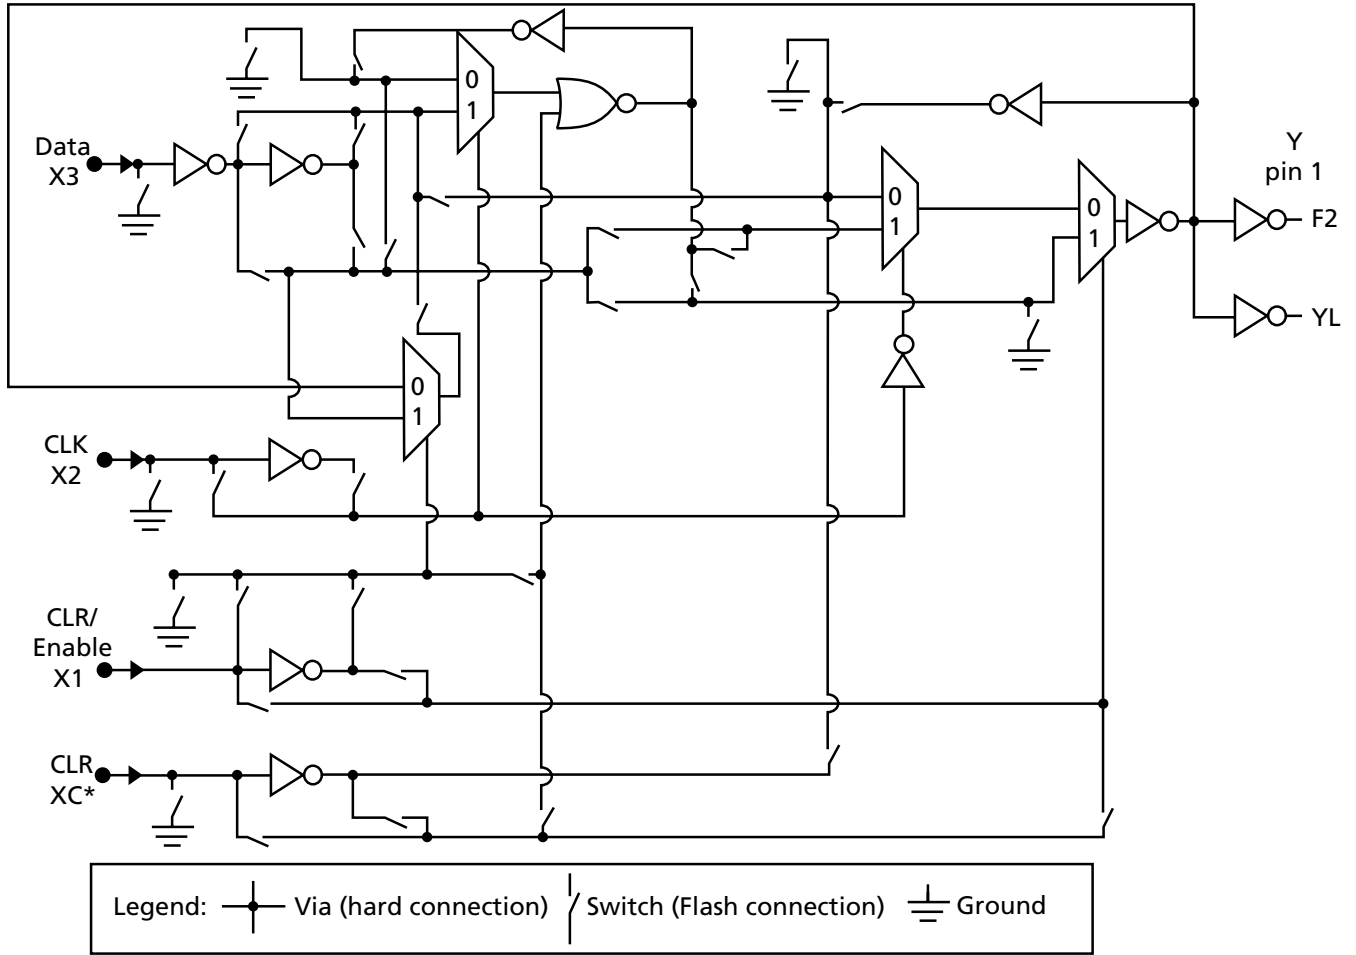 0
1
Data
X3
Y
pin 1
0
1
0
1
F2
YL
0
1
CLK
X2
CLR/
Enable
X1
CLR
XC*
Legend: Via (hard connection) Switch (Flash connection) Ground